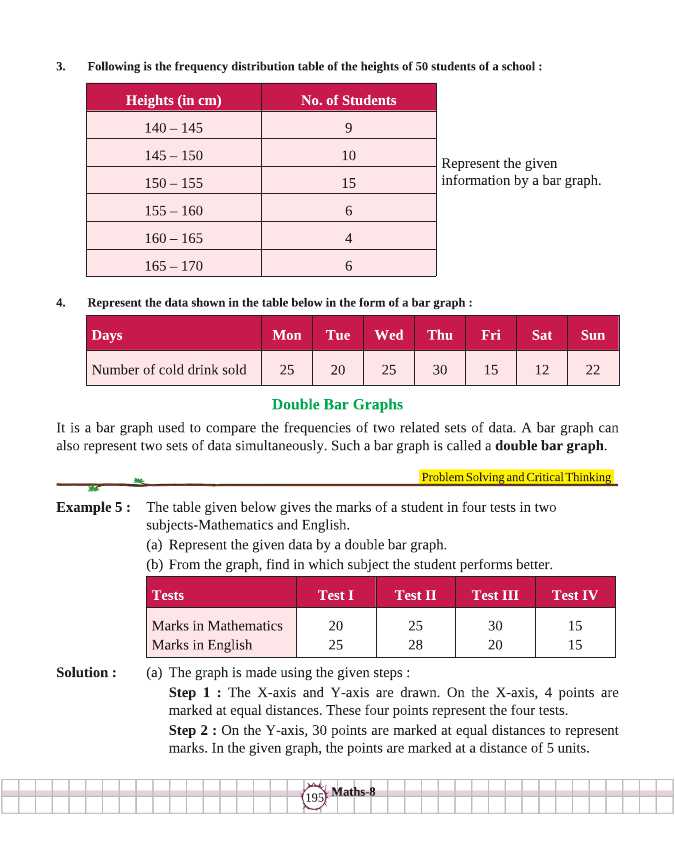 3. Following is the frequency distribution table of the heights of 50 students of a school :
Heights (in cm) No. of Students
140 – 145 9
145 – 150 10
150 – 155 15
155 – 160 6
160 – 165 4
165 – 170 6
Represent the given
information by a bar graph.
4. Represent the data shown in the table below in the form of a bar graph :
Days Mon Tue Wed Thu Fri Sat Sun
Number of cold drink sold 25 20 25 30 15 12 22
Double Bar Graphs
It is a bar graph used to compare the frequencies of two related sets of data. A bar graph can
also represent two sets of data simultaneously. Such a bar graph is called a double bar graph.
Problem Solving and Critical Thinking
Example 5 : The table given below gives the marks of a student in four tests in two
subjects-Mathematics and English.
(a) Represent the given data by a double bar graph.
(b) From the graph, find in which subject the student performs better.
Tests Test I Test II Test III Test IV
Marks in Mathematics 20 25 30 15
Marks in English 25 28 20 15
Solution : (a) The graph is made using the given steps :
Step 1 : The X-axis and Y-axis are drawn. On the X-axis, 4 points are
marked at equal distances. These four points represent the four tests.
Step 2 : On the Y-axis, 30 points are marked at equal distances to represent
marks. In the given graph, the points are marked at a distance of 5 units.
195 Maths-8